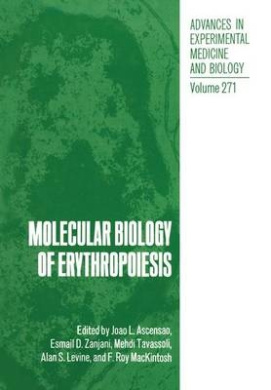 ADVANCES IN
EXPERIMENTAL
MEDICINE
AND BIOLOGY
Volume 271
MOLECULAR BIOLOGY
OF ERYTHROPOIESIS
Edited by Joao L. Ascensao,
Esmail D. Zanjani, Mehdi Tavassoli,
Alan S. Levine, and F. Roy MacKintosh